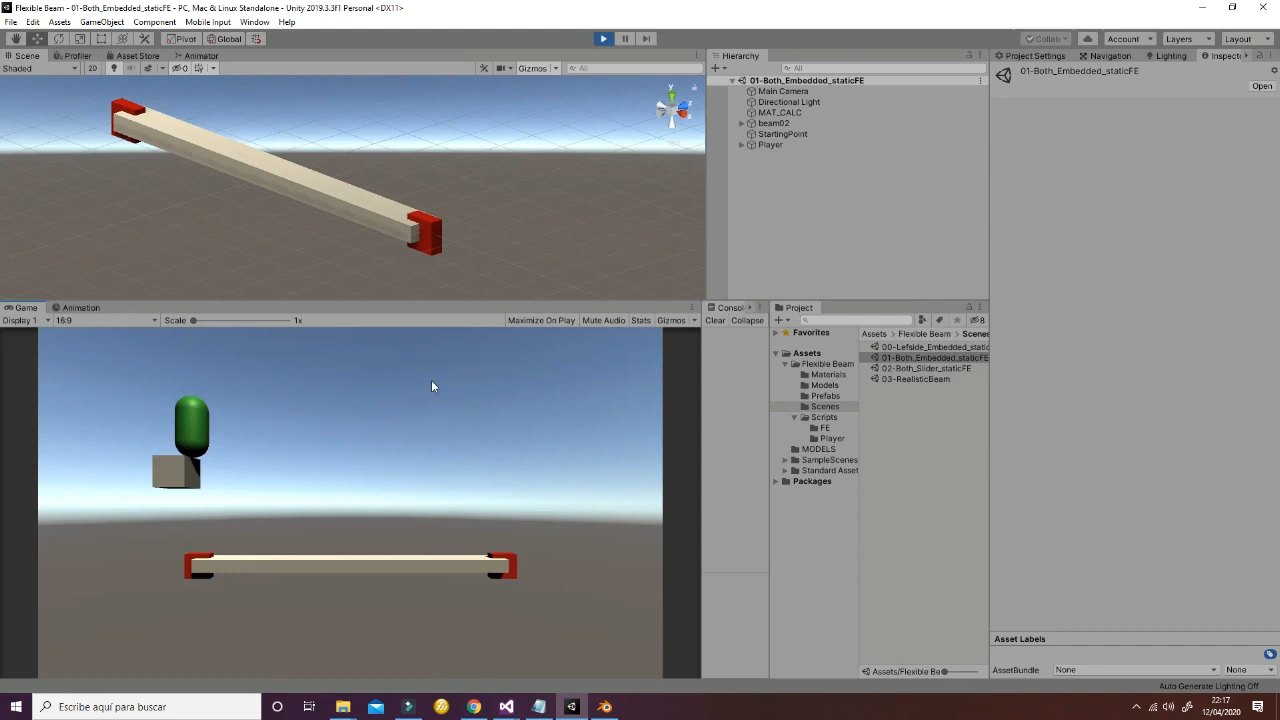 Flexible Beam - 01-Both_Embedded_staticFE - PC, Mac & Linux Standalone - Unity 2019.3.3f1 Personal <DX11>
File Edit Assets GameObject Component Mobile Input Window Help
Pivot Global Collab Account Layers Layout
Scene Profiler Asset Store Animator
Shaded 2D 0 Gizmos All
y
z
x
Hierarchy
All
01-Both_Embedded_staticFE
Main Camera
Directional Light
MAT_CALC
beam02
StartingPoint
Player
Project Settings Navigation Lighting Inspecto
01-Both_Embedded_staticFE
Open
Game Animation
Display 1 16:9 Scale 1x Maximize On Play Mute Audio Stats Gizmos
Consol
Clear Collapse
Project
8
Favorites
Assets
Flexible Beam
Materials
Models
Prefabs
Scenes
Scripts
FE
Player
MODELS
SampleScenes
Standard Asset
Packages
Assets > Flexible Beam > Scenes
00-Lefside_Embedded_static
01-Both_Embedded_staticFE
02-Both_Slider_staticFE
03-RealisticBeam
Assets/Flexible Be
Asset Labels
AssetBundle None None
Auto Generate Lighting Off
Escribe aquí para buscar
22:17
12/04/2020